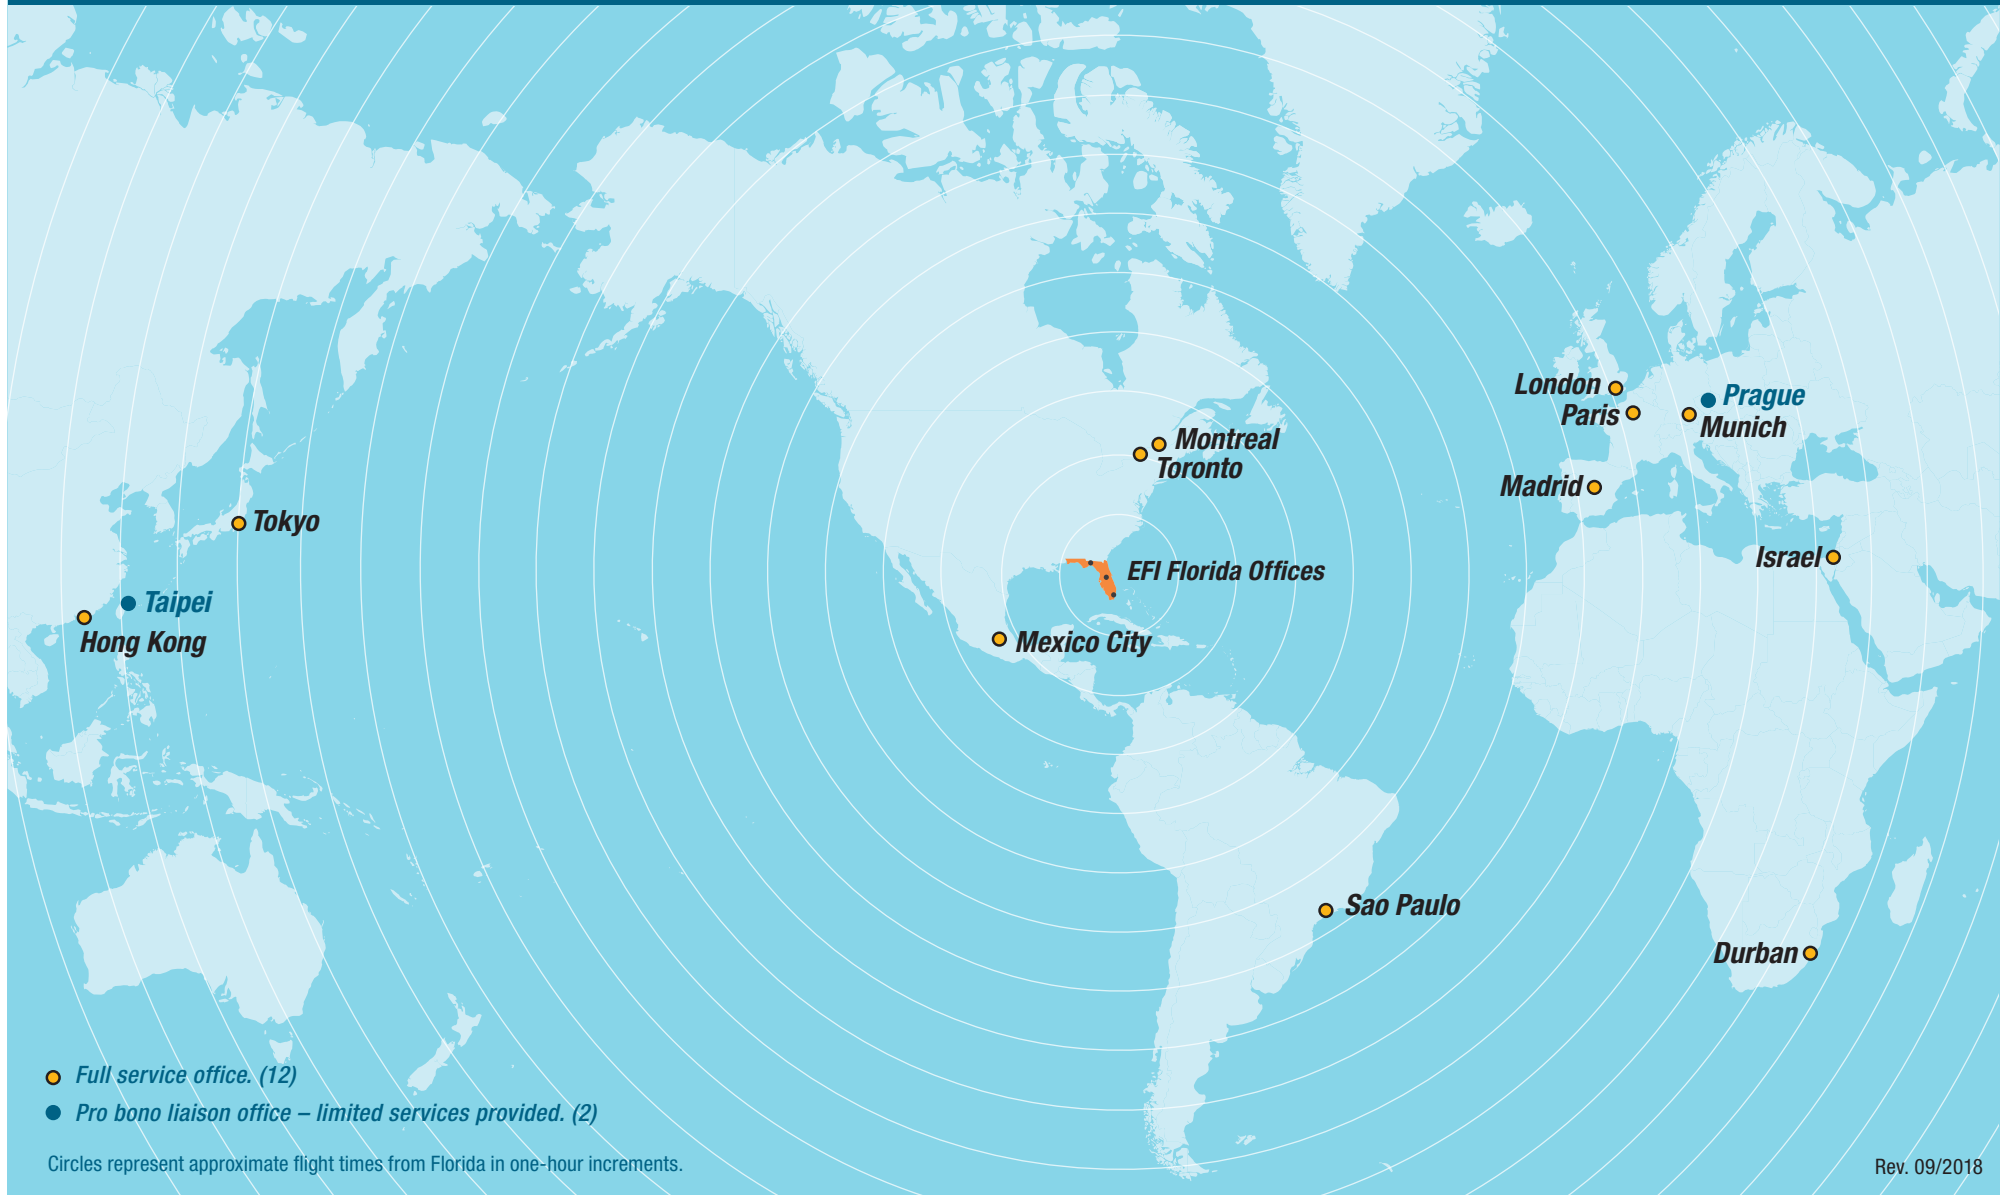 London
Prague
Paris
Munich
Montreal
Toronto
Madrid
Tokyo
Israel
EFI Florida Offices
Taipei
Hong Kong
Mexico City
Sao Paulo
Durban
Full service office. (12)
Pro bono liaison office – limited services provided. (2)
Circles represent approximate flight times from Florida in one-hour increments.
Rev. 09/2018